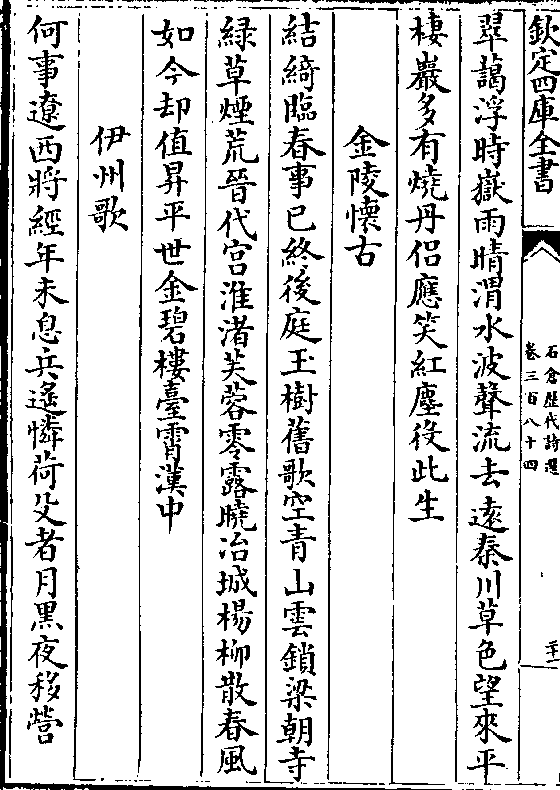 欽定四庫全書
石倉歷代詩選
卷三百八十四
翠藹浮時嶽雨晴渭水波聲流去遠秦川草色望來平
棲巖多有燒丹侣應笑紅塵役此生
金陵懷古
結綺臨春事已終後庭玉樹舊歌空青山雲鎖梁朝寺
緑草煙荒晉代宫淮渚芙蓉零露曉冶城楊柳散春風
如今却值昇平世金碧樓臺霄漢中
伊州歌
何事遼西將經年未息兵遙憐荷殳者月黑夜移營